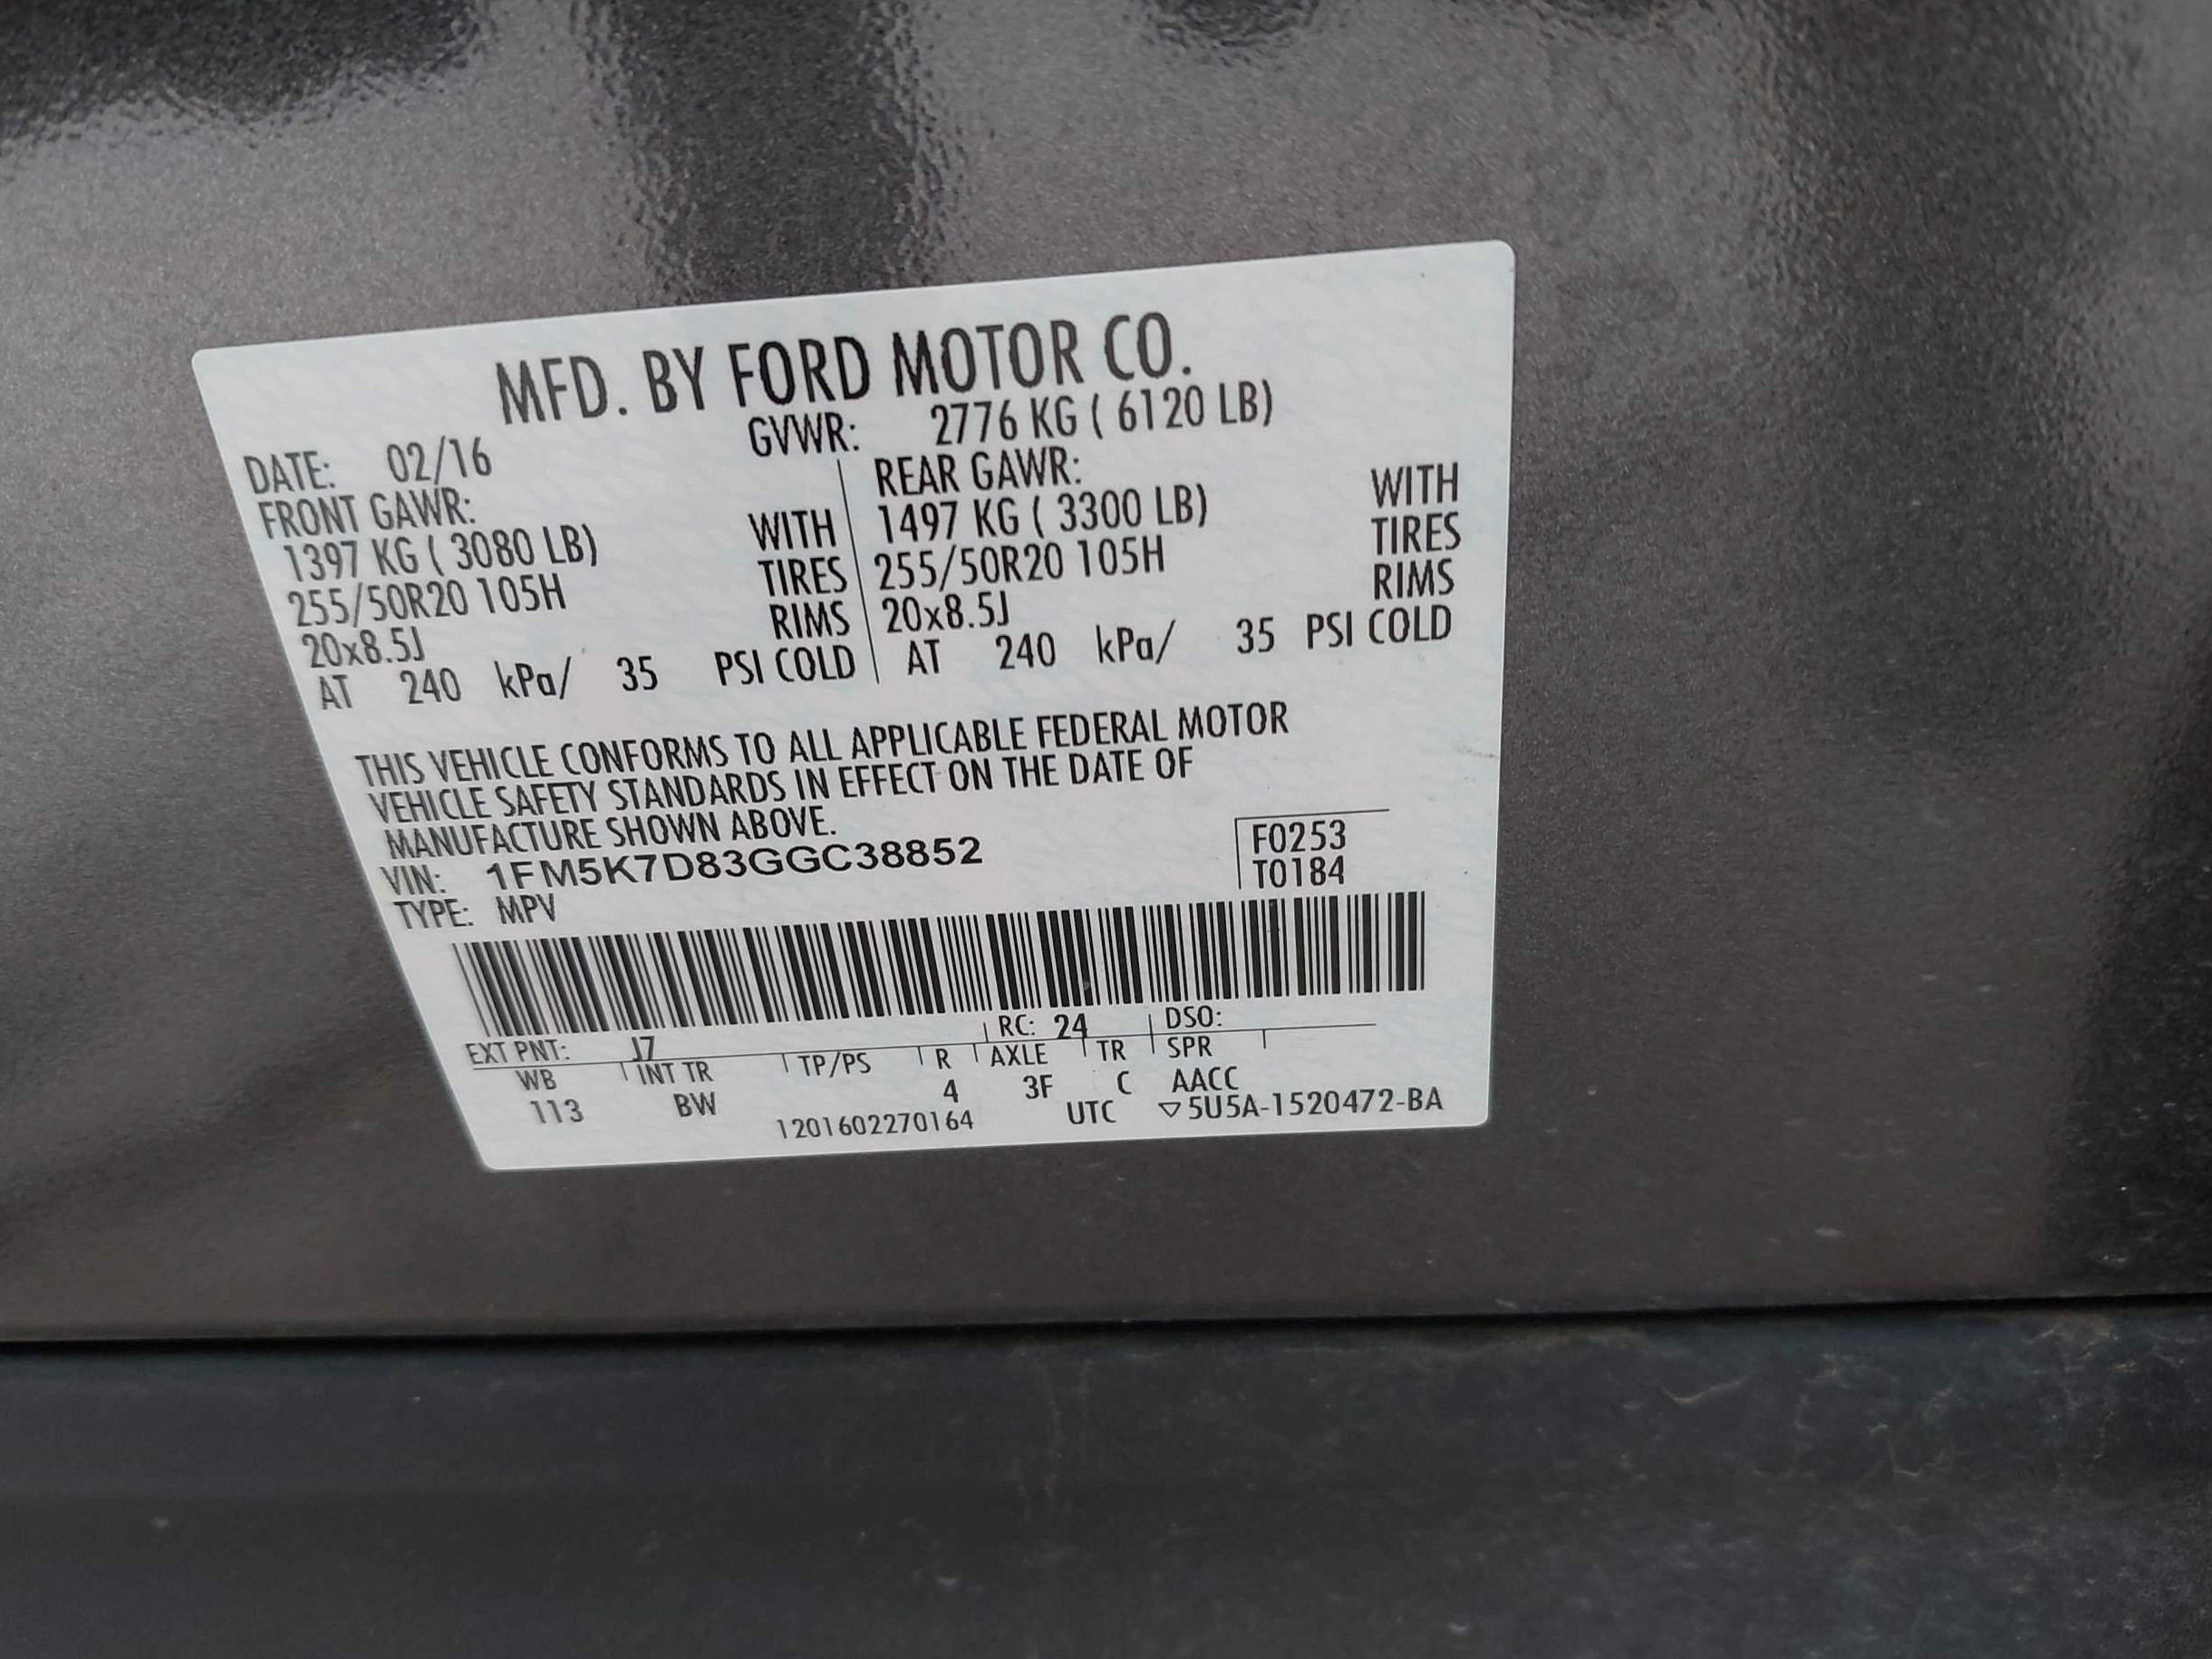 MFD. BY FORD MOTOR CO.
DATE: 02/16 GVWR: 2776 KG ( 6120 LB)
FRONT GAWR: REAR GAWR:
1397 KG ( 3080 LB) WITH 1497 KG ( 3300 LB) WITH
255/50R20 105H TIRES 255/50R20 105H TIRES
20x8.5J RIMS 20x8.5J RIMS
AT 240 kPa/ 35 PSI COLD AT 240 kPa/ 35 PSI COLD
THIS VEHICLE CONFORMS TO ALL APPLICABLE FEDERAL MOTOR
VEHICLE SAFETY STANDARDS IN EFFECT ON THE DATE OF
MANUFACTURE SHOWN ABOVE.
VIN: 1FM5K7D83GGC38852 F0253
TYPE: MPV T0184
EXT PNT: J7 RC: 24 DSO:
WB INT TR TP/PS R AXLE TR SPR
113 BW 4 3F C AACC
1201602270164 UTC ▽5U5A-1520472-BA